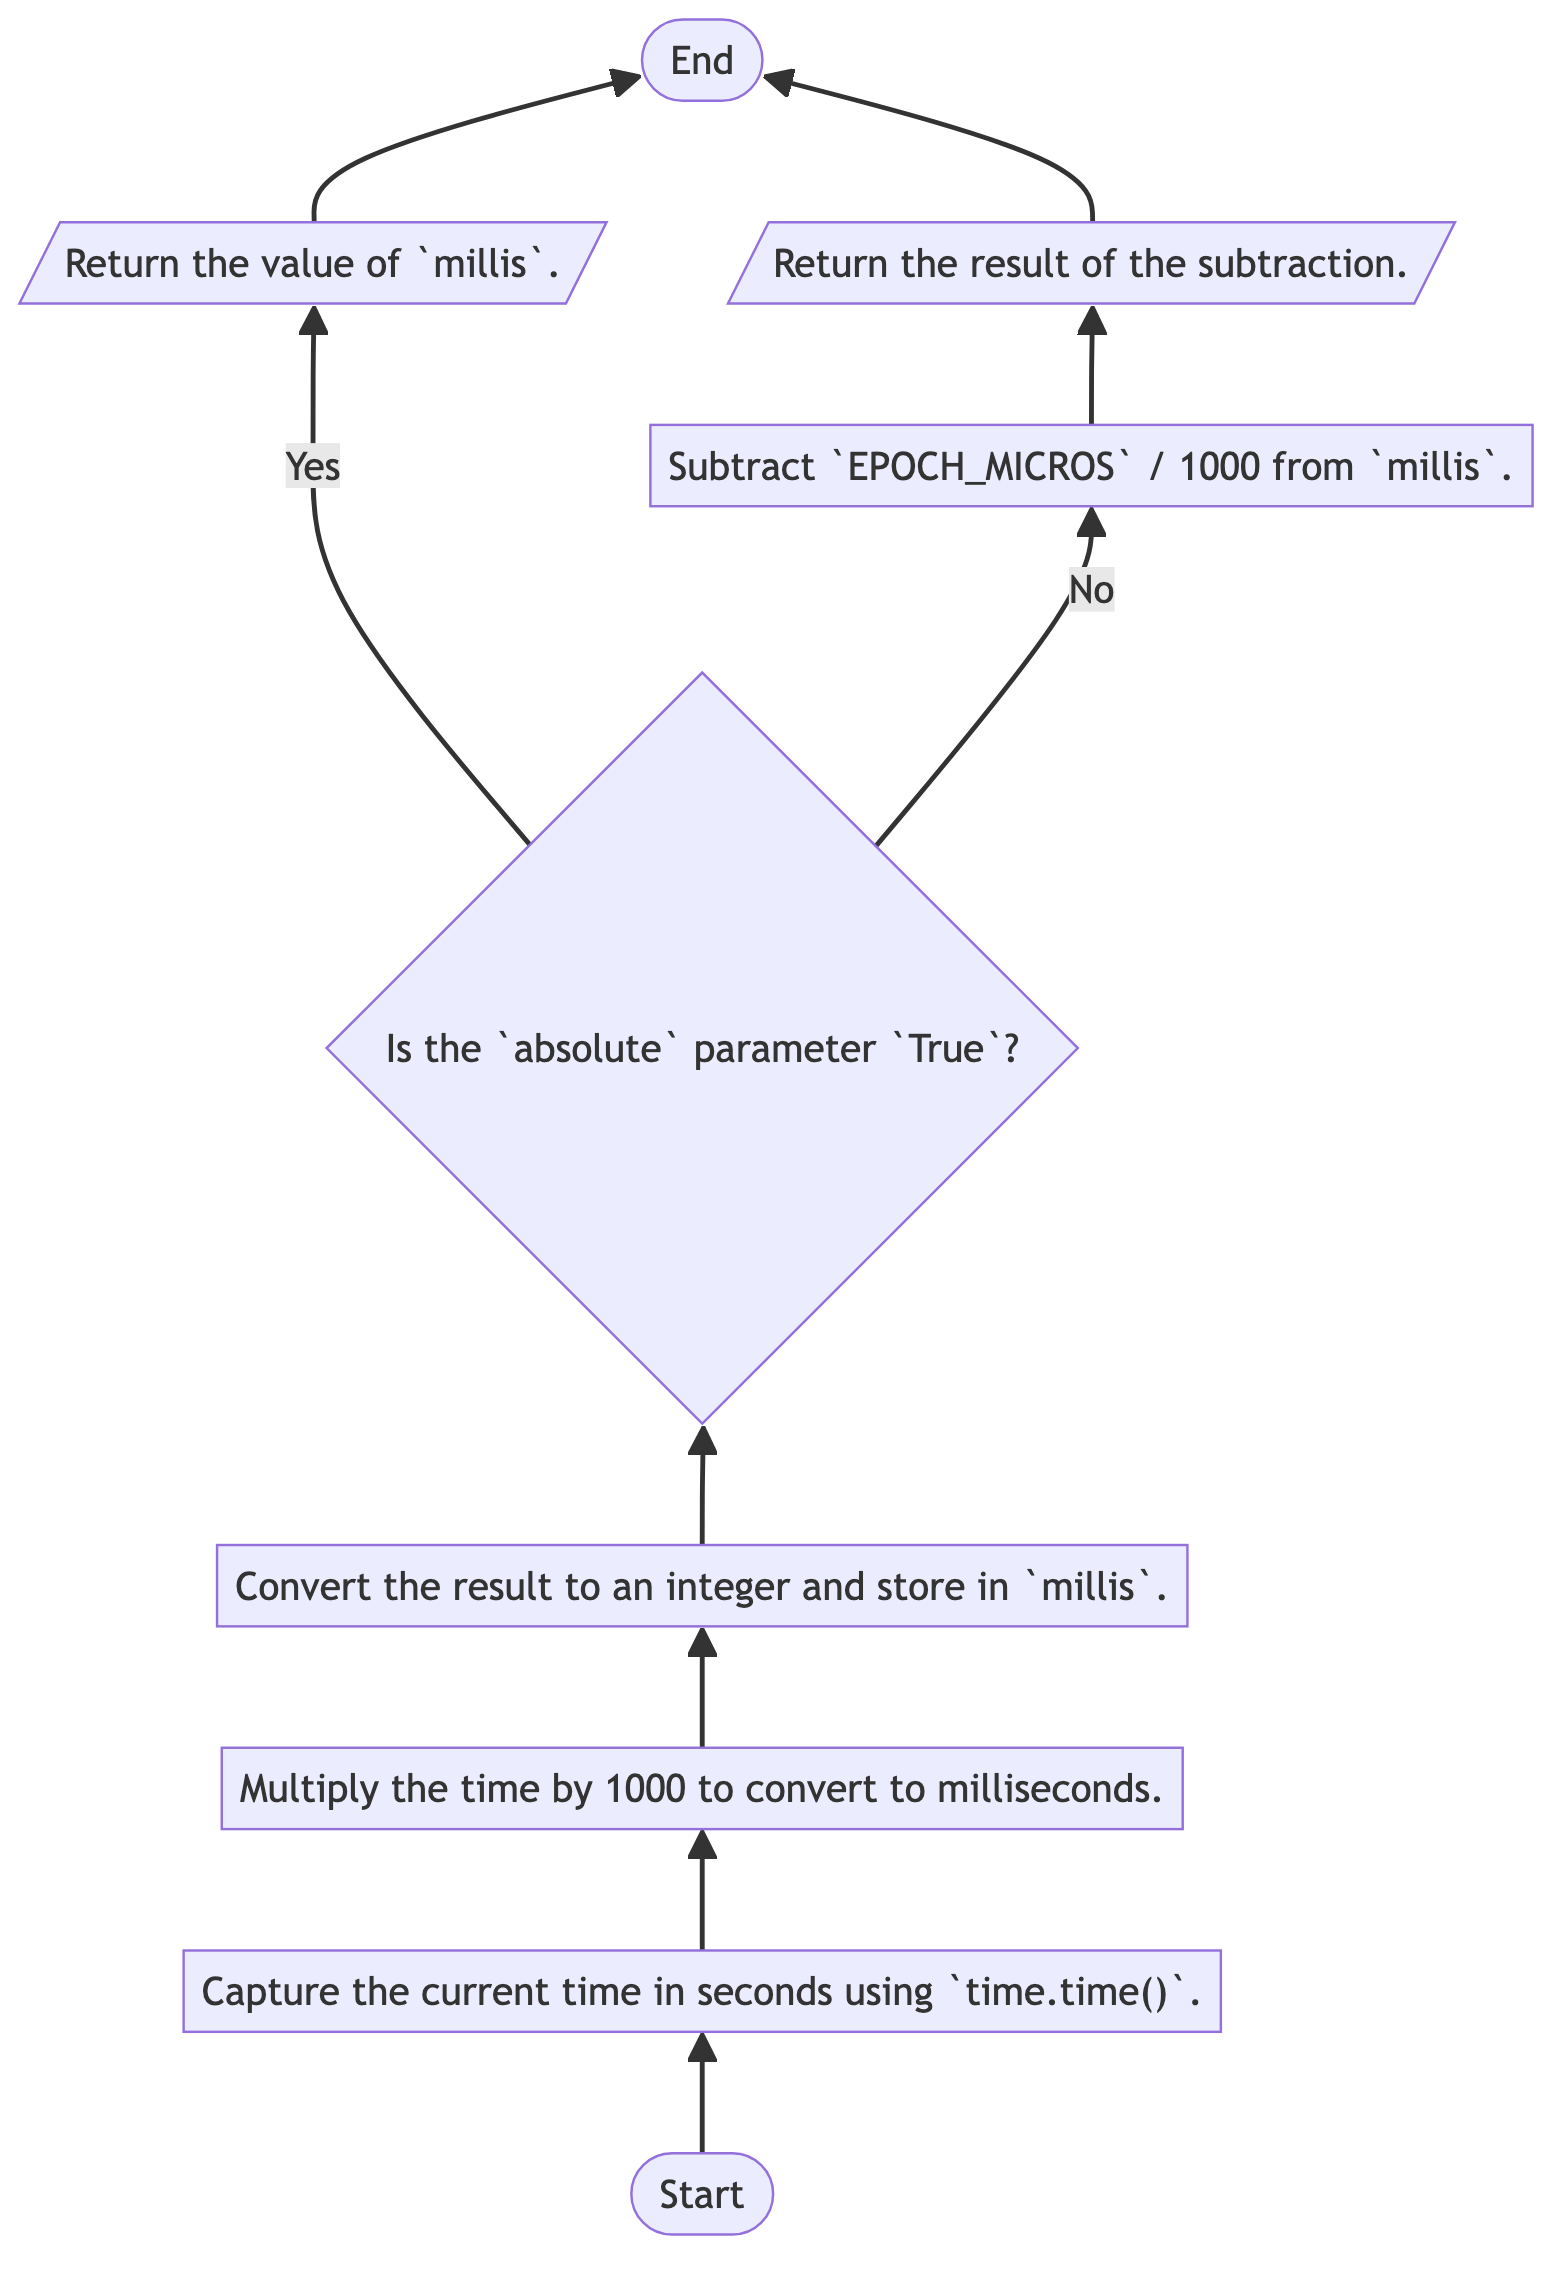 End
Return the value of `millis`.
Return the result of the subtraction.
Yes
Subtract `EPOCH_MICROS` / 1000 from `millis`.
No
Is the `absolute` parameter `True`?
Convert the result to an integer and store in `millis`.
Multiply the time by 1000 to convert to milliseconds.
Capture the current time in seconds using `time.time()`.
Start